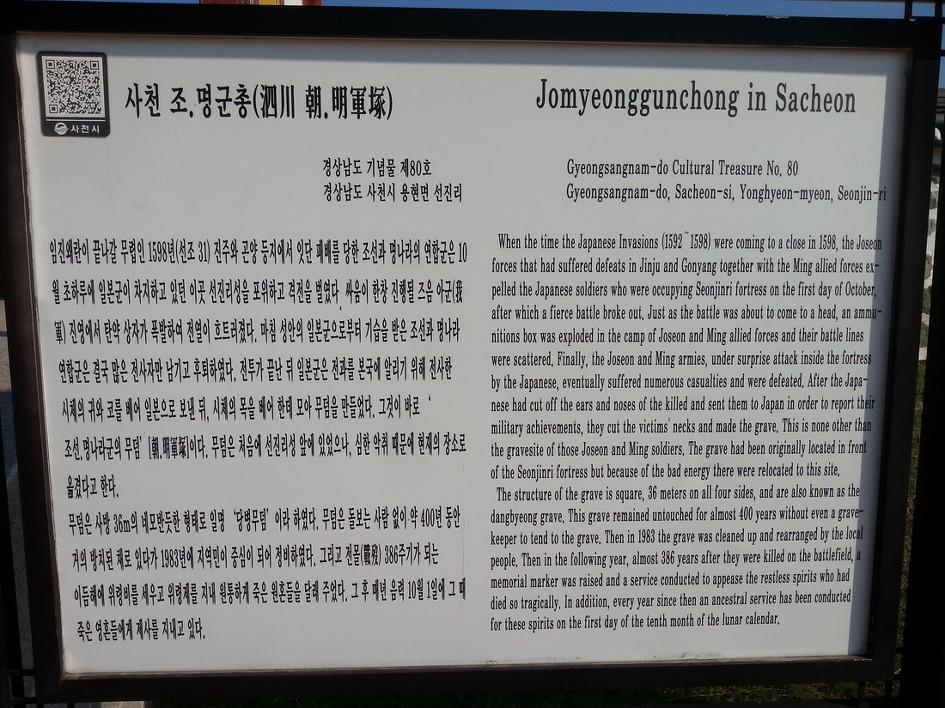 사천시
사천 조.명군총(泗川 朝.明軍塚)
경상남도 기념물 제80호
경상남도 사천시 용현면 선진리
임진왜란이 끝나갈 무렵인 1598년(선조 31) 진주와 곤양 등지에서 잇단 패배를 당한 조선과 명나라의 연합군은 10
월 초하루에 일본군이 차지하고 있던 이곳 선진리성을 포위하고 격전을 벌였다. 싸움이 한창 진행될 즈음 아군(我
軍) 진영에서 탄약 상자가 폭발하여 전열이 흐트러졌다. 마침 성안의 일본군으로부터 기습을 받은 조선과 명나라
연합군은 결국 많은 전사자만 남기고 후퇴하였다. 전투가 끝난 뒤 일본군은 전과를 본국에 알리기 위해 전사한
시체의 귀와 코를 베어 일본으로 보낸 뒤, 시체의 목을 베어 한데 모아 무덤을 만들었다. 그것이 바로 ‘
조선.명나라군의 무덤’[朝.明軍塚]이다. 무덤은 처음에 선진리성 앞에 있었으나, 심한 악취 때문에 현재의 장소로
옮겼다고 한다.
무덤은 사방 36m의 네모반듯한 형태로 일명 ‘당병무덤’이라 하였다. 무덤은 돌보는 사람 없이 약 400년 동안
거의 방치될 채로 있다가 1983년에 지역민이 중심이 되어 정비하였다. 그리고 전몰(戰歿) 386주기가 되는
이듬해에 위령비를 세우고 위령제를 지내 원통하게 죽은 원혼들을 달래 주었다. 그 후 매년 음력 10월 1일에 그 때
죽은 영혼들에게 제사를 지내고 있다.
Jomyeonggunchong in Sacheon
Gyeongsangnam-do Cultural Treasure No. 80
Gyeongsangnam-do, Sacheon-si, Yonghyeon-myeon, Seonjin-ri
When the time the Japanese Invasions (1592~1598) were coming to a close in 1598, the Joseon
forces that had suffered defeats in Jinju and Gonyang together with the Ming allied forces ex-
pelled the Japanese soldiers who were occupying Seonjinri fortress on the first day of October,
after which a fierce battle broke out. Just as the battle was about to come to a head, an ammu-
nitions box was exploded in the camp of Joseon and Ming allied forces and their battle lines
were scattered. Finally, the Joseon and Ming armies, under surprise attack inside the fortress
by the Japanese, eventually suffered numerous casualties and were defeated. After the Japa-
nese had cut off the ears and noses of the killed and sent them to Japan in order to report their
military achievements, they cut the victims' necks and made the grave. This is none other than
the gravesite of those Joseon and Ming soldiers. The grave had been originally located in front
of the Seonjinri fortress but because of the bad energy there were relocated to this site.
The structure of the grave is square, 36 meters on all four sides, and are also known as the
dangbyeong grave. This grave remained untouched for almost 400 years without even a grave-
keeper to tend to the grave. Then in 1983 the grave was cleaned up and rearranged by the local
people. Then in the following year, almost 386 years after they were killed on the battlefield, a
memorial marker was raised and a service conducted to appease the restless spirits who had
died so tragically. In addition, every year since then an ancestral service has been conducted
for these spirits on the first day of the tenth month of the lunar calendar.